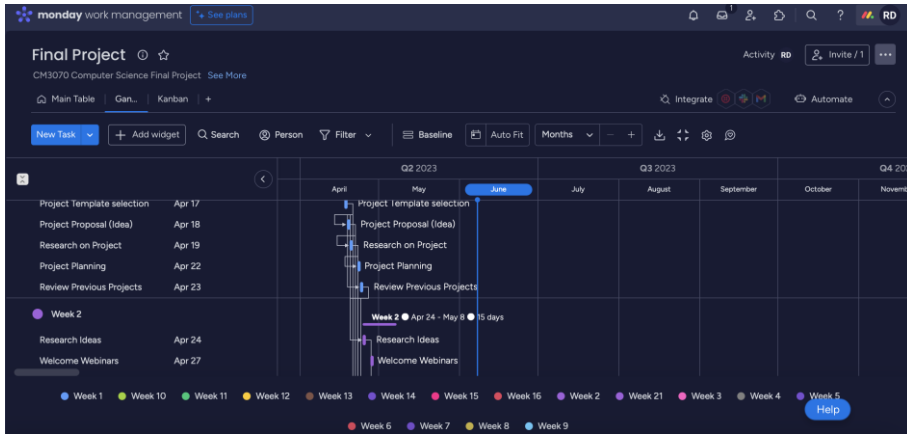 monday work management See plans 1 RD
Final Project
Activity RD Invite / 1
CM3070 Computer Science Final Project See More
Main Table Gan... Kanban + Integrate Automate
New Task + Add widget Search Person Filter Baseline Auto Fit Months − + 
Q2 2023 Q3 2023 Q4 20
April May June July August September October Novemb
Project Template selection Apr 17 Project Template selection
Project Proposal (Idea) Apr 18 Project Proposal (Idea)
Research on Project Apr 19 Research on Project
Project Planning Apr 22 Project Planning
Review Previous Projects Apr 23 Review Previous Projects
Week 2 Week 2 ● Apr 24 - May 8 ● 15 days
Research Ideas Apr 24 Research Ideas
Welcome Webinars Apr 27 Welcome Webinars
Week 1 Week 10 Week 11 Week 12 Week 13 Week 14 Week 15 Week 16 Week 2 Week 21 Week 3 Week 4 Week 5
Help
Week 6 Week 7 Week 8 Week 9